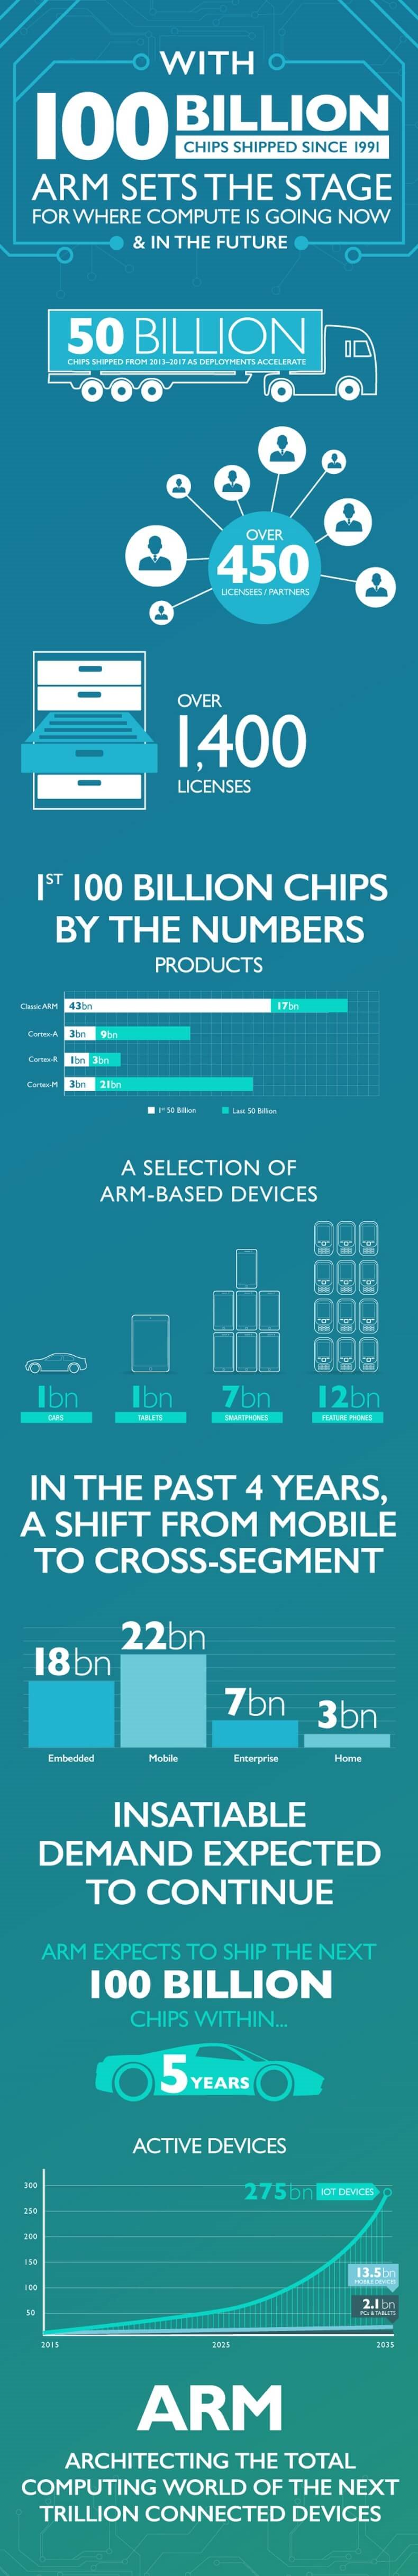 WITH
100 BILLION
CHIPS SHIPPED SINCE 1991
ARM SETS THE STAGE
FOR WHERE COMPUTE IS GOING NOW
& IN THE FUTURE
50 BILLION
CHIPS SHIPPED FROM 2013-2017 AS DEPLOYMENTS ACCELERATE
OVER
450
LICENSEES / PARTNERS
OVER
1,400
LICENSES
1ST 100 BILLION CHIPS
BY THE NUMBERS
PRODUCTS
Classic ARM 43bn 17bn
Cortex-A 3bn 9bn
Cortex-R 1bn 3bn
Cortex-M 3bn 21bn
1st 50 Billion Last 50 Billion
A SELECTION OF
ARM-BASED DEVICES
1bn 1bn 7bn 12bn
CARS TABLETS SMARTPHONES FEATURE PHONES
IN THE PAST 4 YEARS,
A SHIFT FROM MOBILE
TO CROSS-SEGMENT
22bn
18bn
7bn
3bn
Embedded Mobile Enterprise Home
INSATIABLE
DEMAND EXPECTED
TO CONTINUE
ARM EXPECTS TO SHIP THE NEXT
100 BILLION
CHIPS WITHIN...
5 YEARS
ACTIVE DEVICES
300
275bn IOT DEVICES
250
200
150
13.5bn
MOBILE DEVICES
100
2.1bn
PCs & TABLETS
50
2015 2025 2035
ARM
ARCHITECTING THE TOTAL
COMPUTING WORLD OF THE NEXT
TRILLION CONNECTED DEVICES